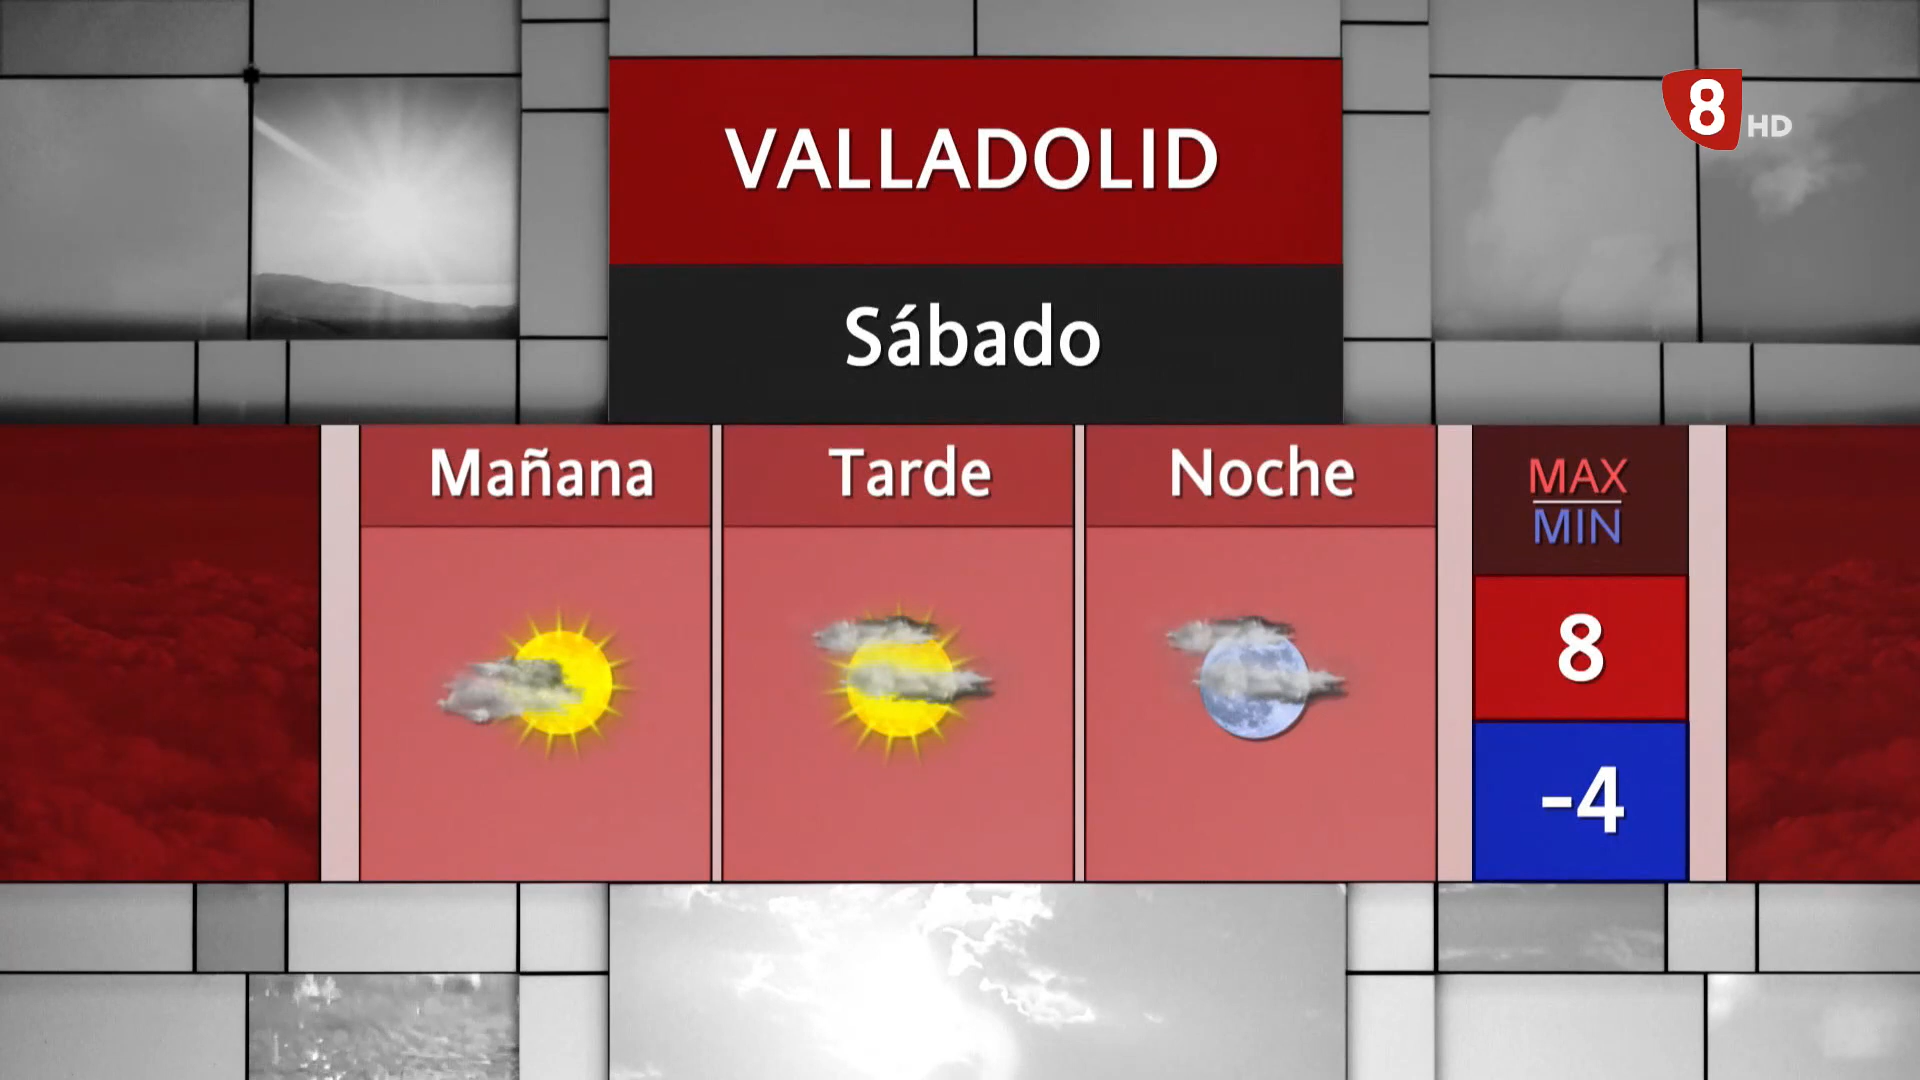 8 HD
VALLADOLID
Sábado
Mañana
Tarde
Noche
MAX
MIN
8
-4